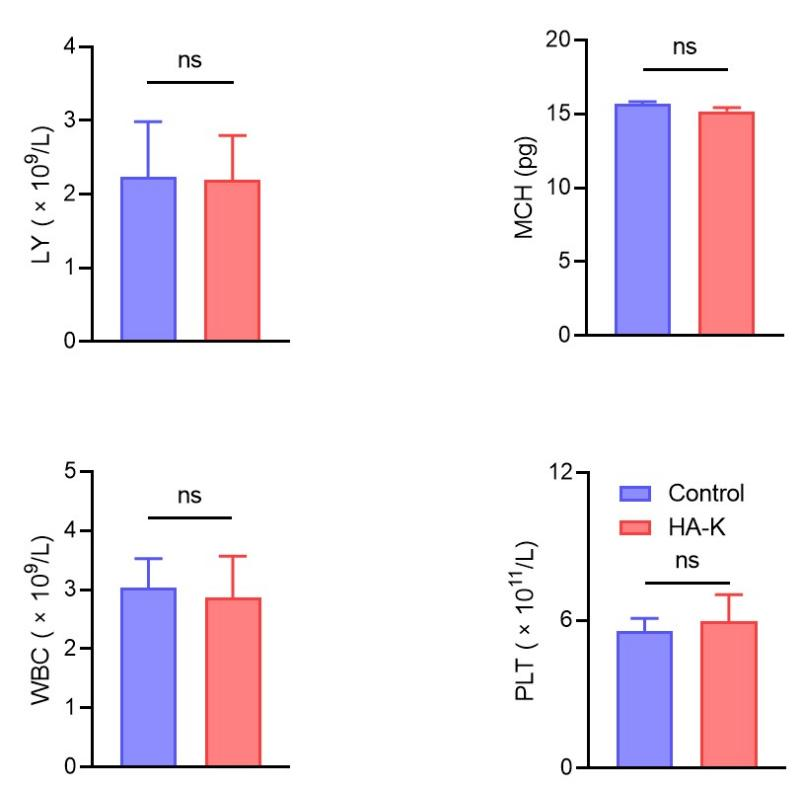 LY ( × 10⁹/L)
4
3
2
1
0
ns
MCH (pg)
20
15
10
5
0
ns
WBC ( × 10⁹/L)
5
4
3
2
1
0
ns
PLT ( × 10¹¹/L)
12
6
0
Control
HA-K
ns